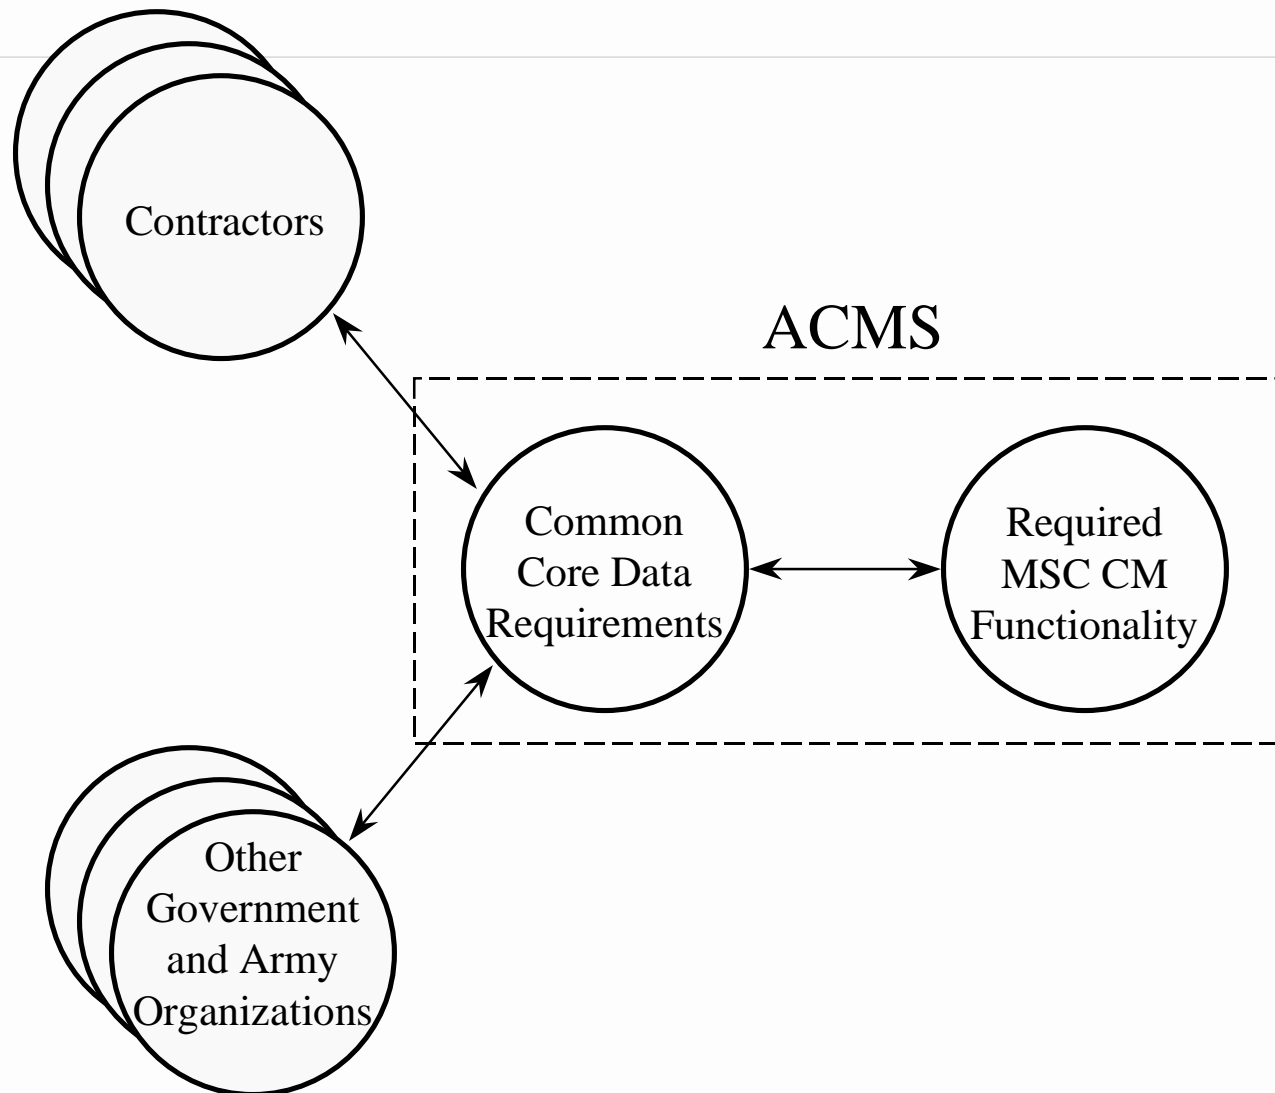 Contractors
ACMS
Common
Core Data
Requirements
Required
MSC CM
Functionality
Other
Government
and Army
Organizations